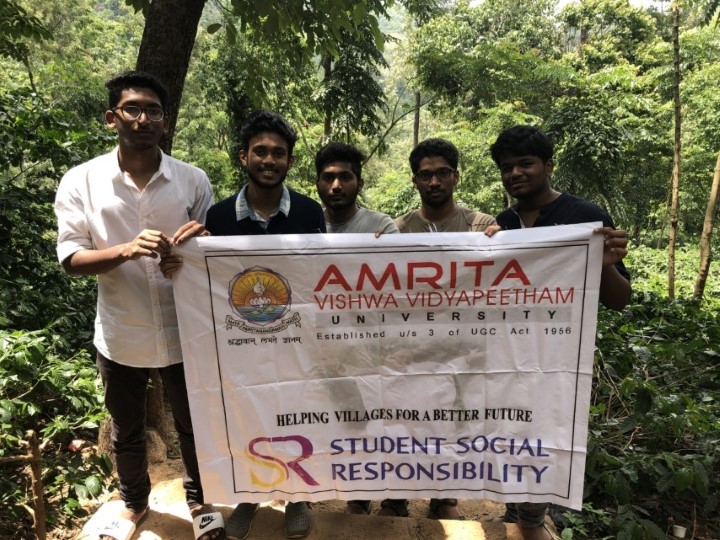 AMRITA
VISHWA VIDYAPEETHAM
UNIVERSITY
Established u/s 3 of UGC Act 1956
श्रद्धावान् लभते ज्ञानम्
HELPING VILLAGES FOR A BETTER FUTURE
SR STUDENT SOCIAL
RESPONSIBILITY